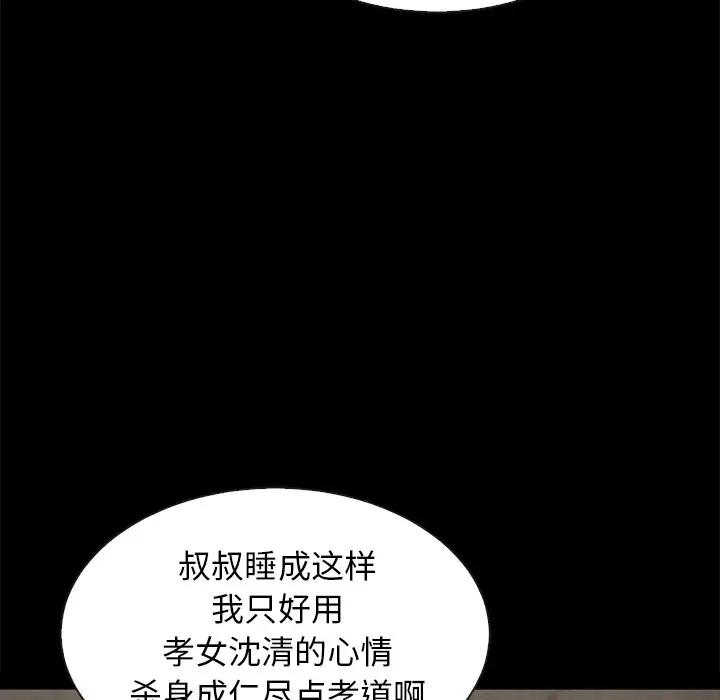 叔叔睡成这样
我只好用
孝女沈清的心情
杀身成仁尽点孝道啊